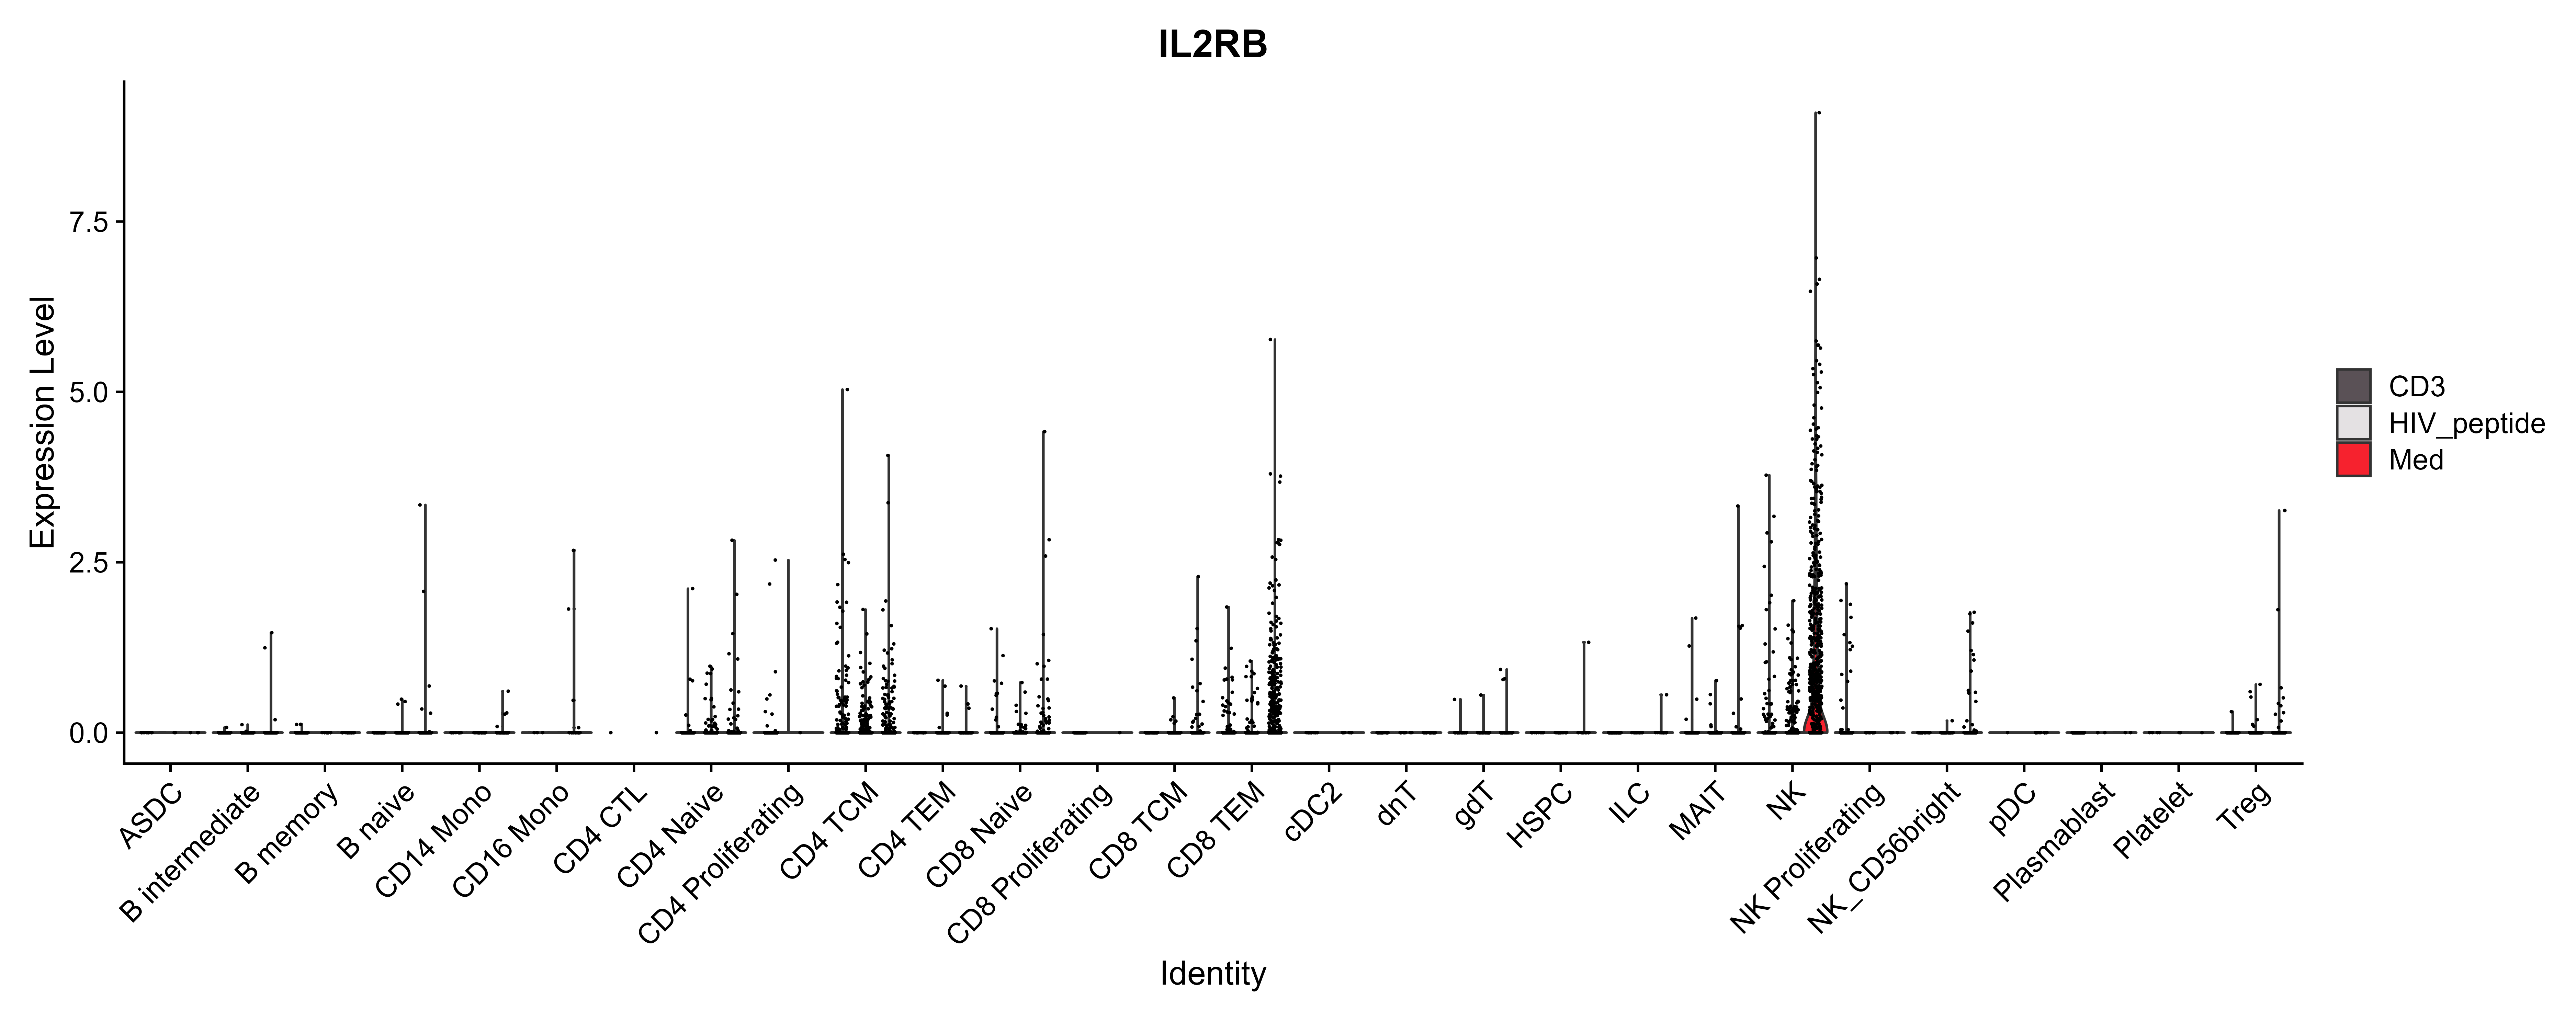 IL2RB
Expression Level
7.5
5.0
2.5
0.0
CD3
HIV_peptide
Med
ASDC
B intermediate
B memory
B naive
CD14 Mono
CD16 Mono
CD4 CTL
CD4 Naive
CD4 Proliferating
CD4 TCM
CD4 TEM
CD8 Naive
CD8 Proliferating
CD8 TCM
CD8 TEM
cDC2
dnT
gdT
HSPC
ILC
MAIT
NK
NK Proliferating
NK_CD56bright
pDC
Plasmablast
Platelet
Treg
Identity